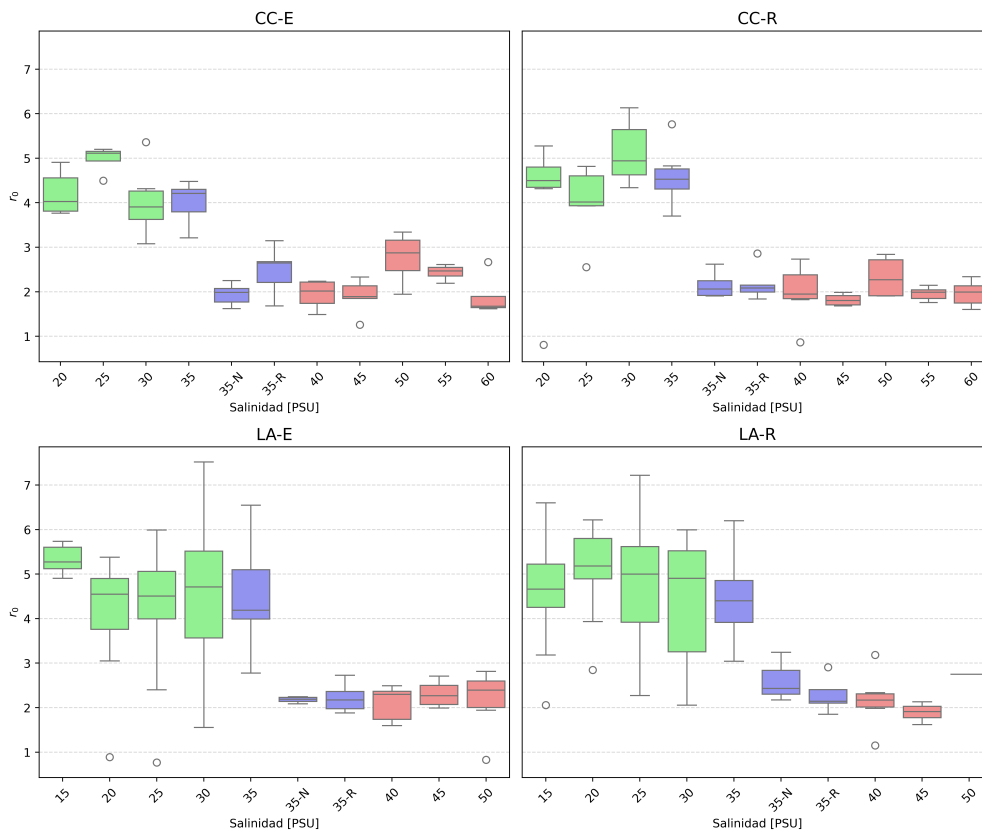 CC-E
CC-R
7
6
5
4
3
2
1
r₀
20 25 30 35 35-N 35-R 40 45 50 55 60
20 25 30 35 35-N 35-R 40 45 50 55 60
Salinidad [PSU]
Salinidad [PSU]
LA-E
LA-R
7
6
5
4
3
2
1
r₀
15 20 25 30 35 35-N 35-R 40 45 50
15 20 25 30 35 35-N 35-R 40 45 50
Salinidad [PSU]
Salinidad [PSU]